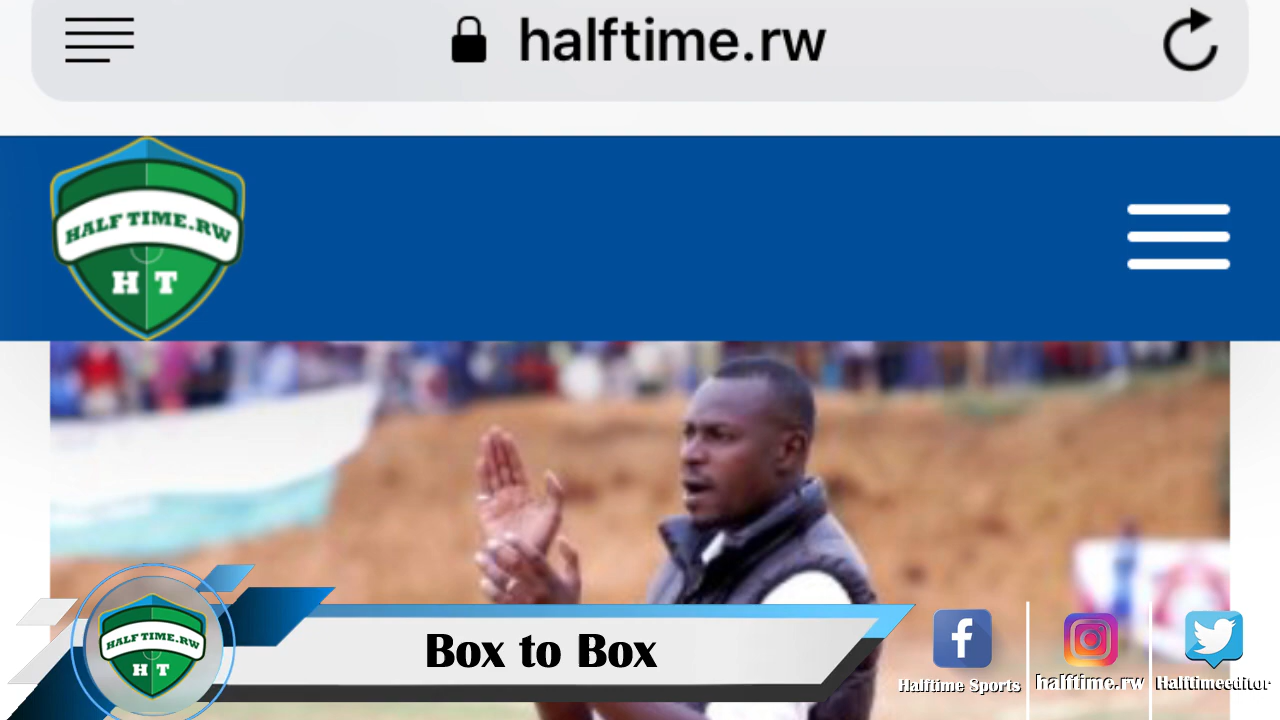 halftime.rw
HALF TIME.RW
H T
HALF TIME.RW
H T
Box to Box
Halftime Sports
halftime.rw
Halftimeeditor